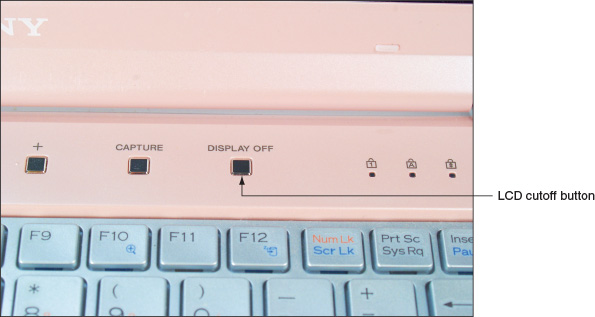 NY
+ CAPTURE DISPLAY OFF
1 A
LCD cutoff button
F9 F10 F11 F12 Num Lk Prt Sc Inse
Scr Lk Sys Rq Pau
* ( ) − +
8 9